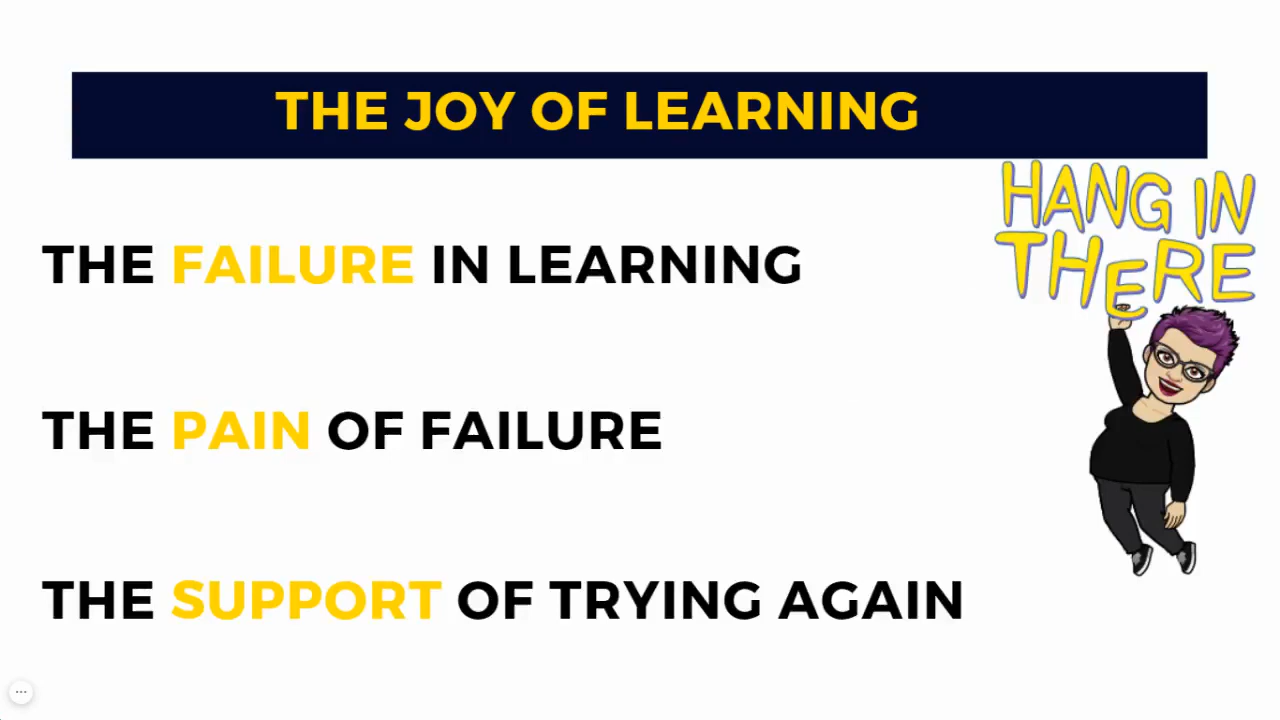 THE JOY OF LEARNING
HANG IN
THERE
THE FAILURE IN LEARNING
THE PAIN OF FAILURE
THE SUPPORT OF TRYING AGAIN